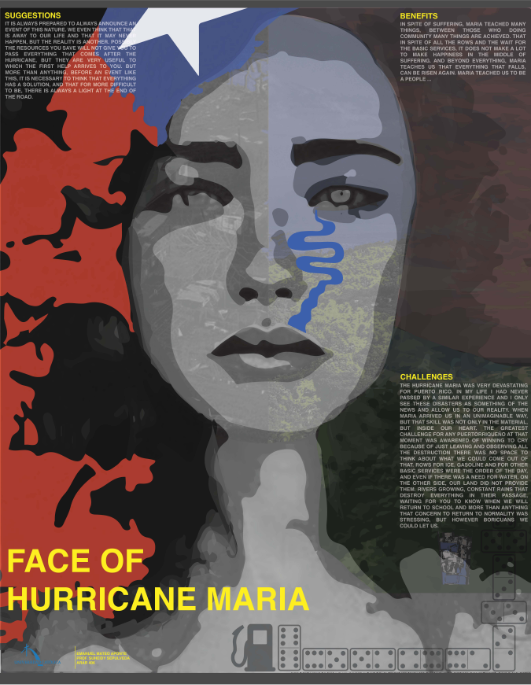 SUGGESTIONS
IT IS ALWAYS PREPARED TO ALWAYS ANNOUNCE AN
EVENT OF THIS NATURE. WE EVEN THINK THAT
IS AWAY TO OUR LIFE AND THAT IT MAY
HAPPEN. BUT THE REALITY IS ANOTHER.
THE RESOURCES YOU SAVE WILL NOT GIVE
LAST EVERYTHING THAT COMES AFTER THE
HURRICANE, BUT THEY ARE VERY USEFUL TO
WHICH THE FIRST HELP ARRIVES TO YOU. BUT
MORE THAN ANYTHING, BEFORE AN EVENT LIKE
THIS, IT IS NECESSARY TO THINK THAT EVERYTHING
HAS A SOLUTION, AND THAT FOR MORE DIFFICULT
TO BE, THERE IS ALWAYS A LIGHT AT THE END OF
THE ROAD.
BENEFITS
IN SPITE OF SUFFERING, MARIA TEACHED MANY
THINGS, BETWEEN THOSE WHO DOING
COMMUNITY MANY THINGS ARE ACHIEVED. THAT
IN SPITE OF ALL THE ROWS AND THE WAIT FOR
THE BASIC SERVICES, IT DOES NOT MAKE A LOT
TO MAKE HAPPINESS IN THE MIDDLE OF
SUFFERING, AND BEYOND EVERYTHING, MARIA
TEACHED US THAT EVERYTHING THAT FALLS,
CAN BE RISEN AGAIN. MARIA TEACHED US TO BE
A PEOPLE ...
CHALLENGES
THE HURRICANE MARIA WAS VERY DEVASTATING
FOR PUERTO RICO. IN MY LIFE I HAD NEVER
PASSED BY A SIMILAR EXPERIENCE AND I ONLY
SEE THESE DISASTERS AS SOMETHING OF THE
NEWS AND ALLOW US TO OUR REALITY. WHEN
MARIA ARRIVED US IN AN UNIMAGINABLE WAY,
BUT THAT SKILL WAS NOT ONLY IN THE MATERIAL,
BUT INSIDE OUR HEART. THE GREATEST
CHALLENGE FOR ANY PUERTORRIQUEÑO AT THAT
MOMENT WAS AWARENED OF WINNING TO CRY
BECAUSE OF JUST LEAVING AND OBSERVING ALL
THE DESTRUCTION THERE WAS NO SPACE TO
THINK ABOUT WHAT WE COULD COME OUT OF
THAT. ROWS FOR ICE, GASOLINE AND FOR OTHER
BASIC SERVICES WERE THE ORDER OF THE DAY,
AND EVEN IF THERE WAS A NEED FOR WATER, ON
THE OTHER SIDE, OUR LAND DID NOT PROVIDE
THEM. RIVERS GROWING, CONSTANT RAINS THAT
DESTROY EVERYTHING IN THEIR PASSAGE,
WAITING FOR YOU TO KNOW WHEN WE WILL
RETURN TO SCHOOL AND MORE THAN ANYTHING
THAT CONCERN TO RETURN TO NORMALITY WAS
STRESSING, BUT HOWEVER BORICUANS WE
COULD LET US.
FACE OF
HURRICANE MARIA